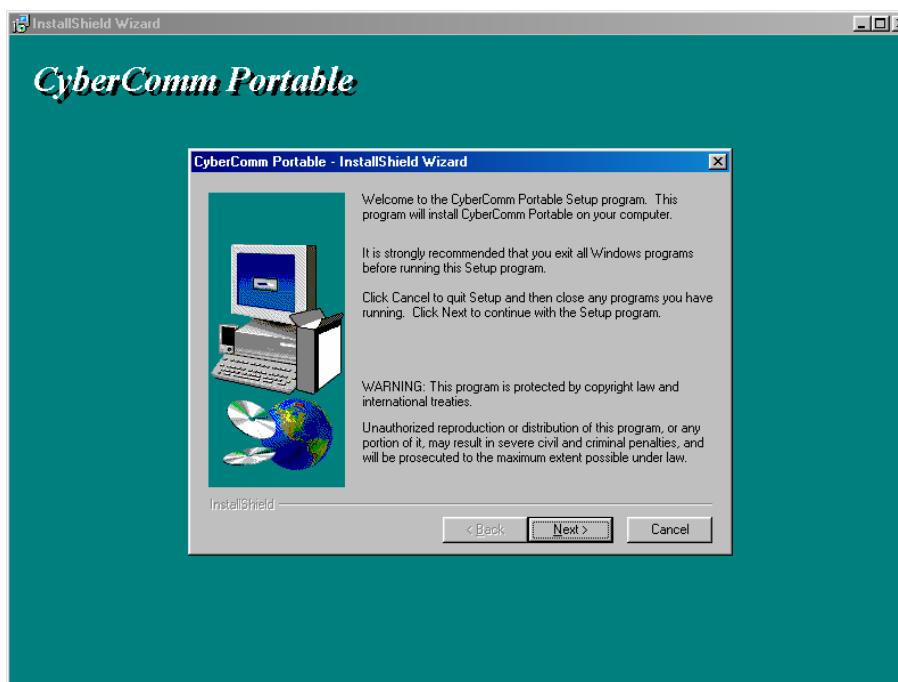 InstallShield Wizard
CyberComm Portable
CyberComm Portable - InstallShield Wizard
Welcome to the CyberComm Portable Setup program. This
program will install CyberComm Portable on your computer.
It is strongly recommended that you exit all Windows programs
before running this Setup program.
Click Cancel to quit Setup and then close any programs you have
running. Click Next to continue with the Setup program.
WARNING: This program is protected by copyright law and
international treaties.
Unauthorized reproduction or distribution of this program, or any
portion of it, may result in severe civil and criminal penalties, and
will be prosecuted to the maximum extent possible under law.
InstallShield
< Back Next > Cancel